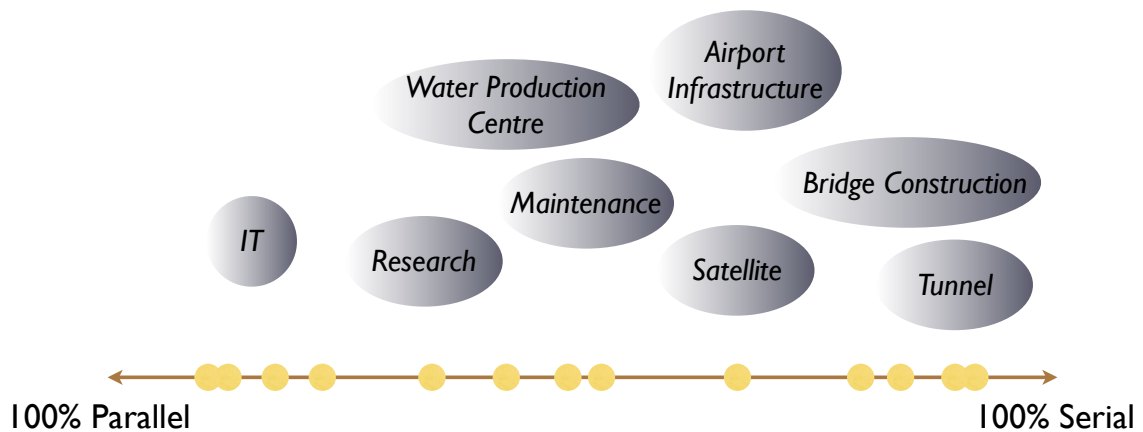 Airport
Infrastructure
Water Production
Centre
Bridge Construction
Maintenance
IT
Research
Satellite
Tunnel
100% Parallel
100% Serial